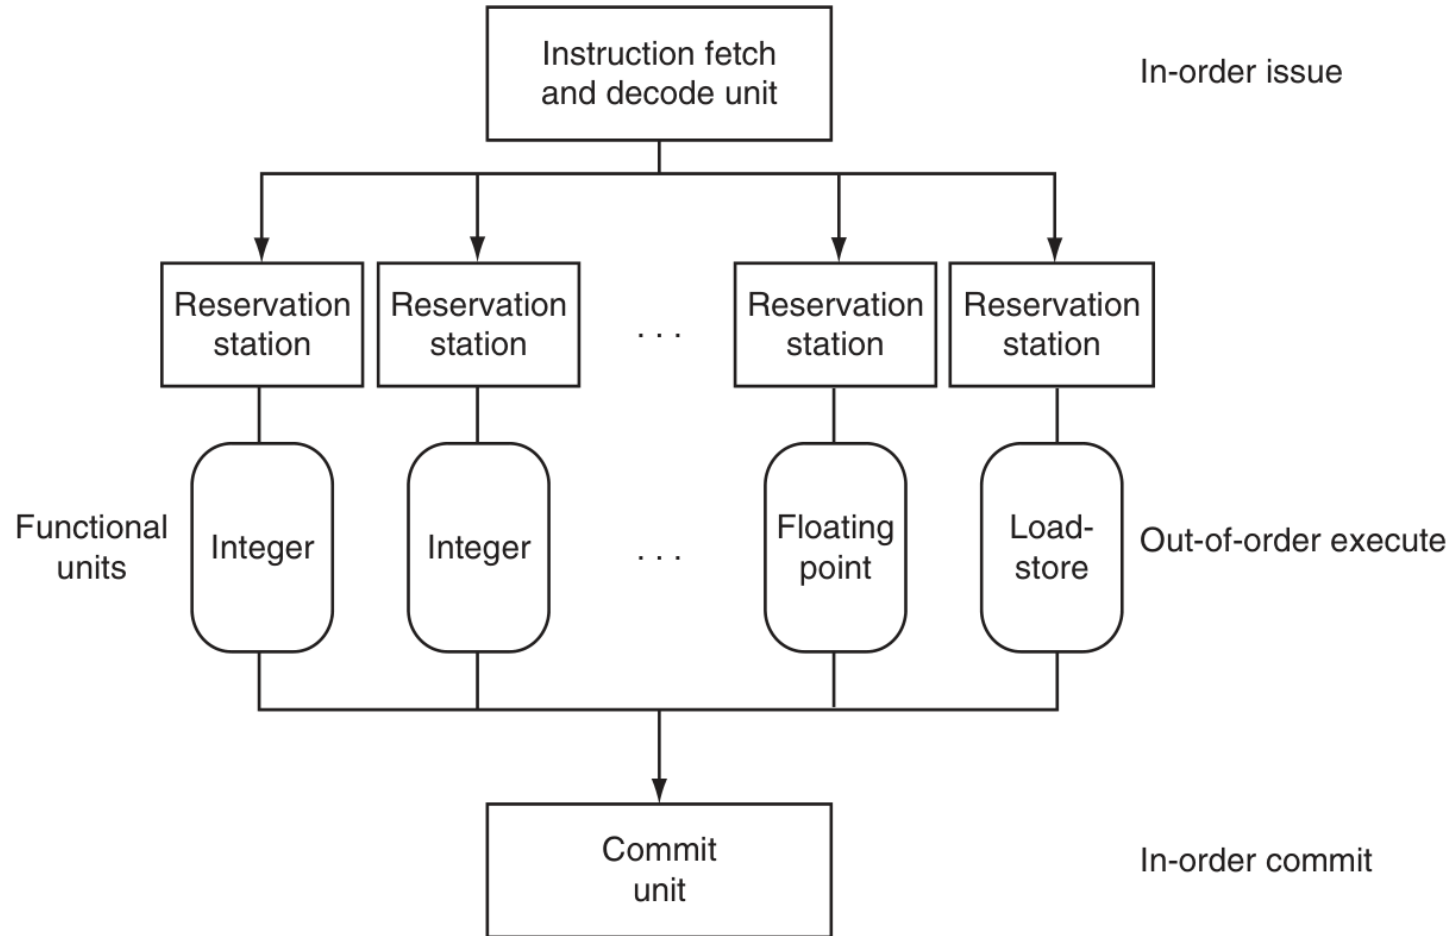 Instruction fetch
and decode unit
In-order issue
Reservation
station
Reservation
station
. . .
Reservation
station
Reservation
station
Functional
units
Integer
Integer
. . .
Floating
point
Load-
store
Out-of-order execute
Commit
unit
In-order commit